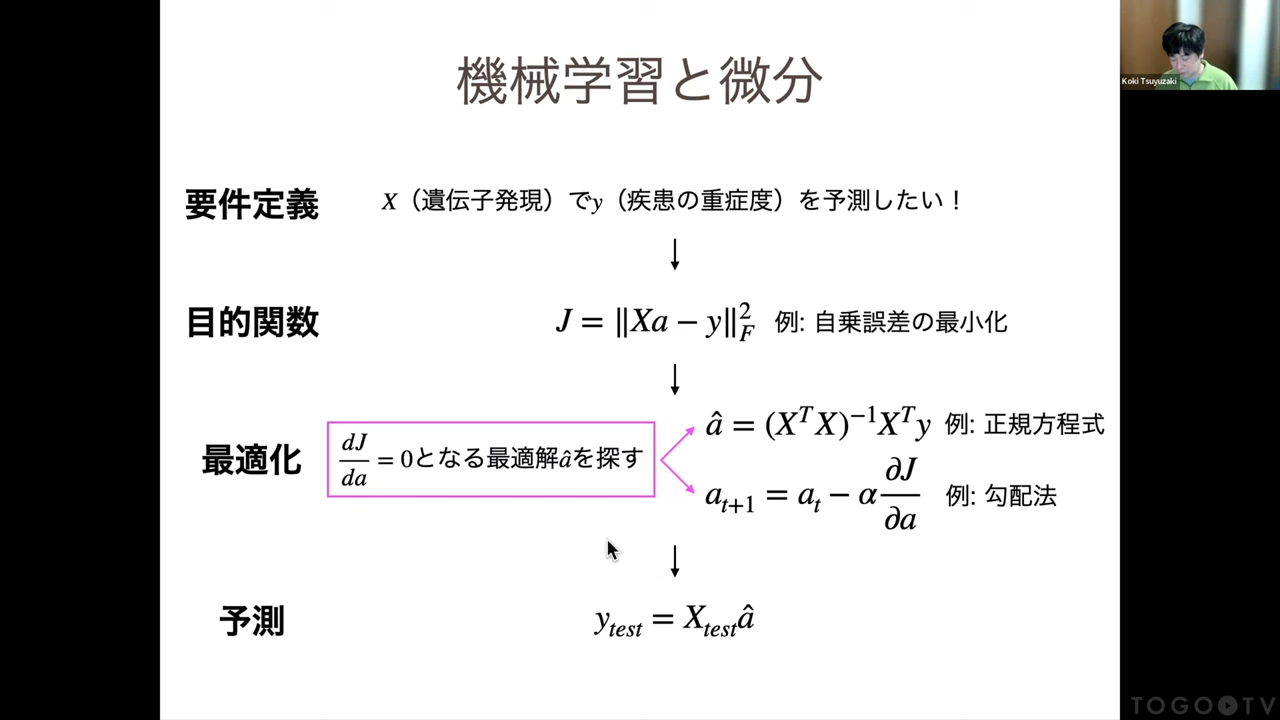 機械学習と微分
Koki Tsuyuzaki
要件定義 X（遺伝子発現）でy（疾患の重症度）を予測したい！
↓
目的関数 J = ‖Xa − y‖²_F 例: 自乗誤差の最小化
↓
最適化 dJ/da = 0となる最適解âを探す
â = (XᵀX)⁻¹Xᵀy 例: 正規方程式
a_{t+1} = a_t − α ∂J/∂a 例: 勾配法
↓
予測 y_test = X_test â
TOGO TV